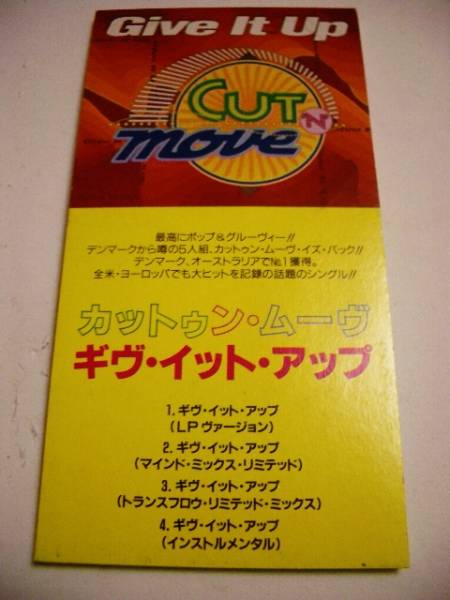 Give It Up
CUT
'N'
move
最高にポップ&グルーヴィー!!
デンマークから噂の5人組、カットゥン・ムーヴ・イズ・バック!!
デンマーク、オーストラリアで№1獲得。
全米・ヨーロッパでも大ヒットを記録の話題のシングル!!
カットゥン・ムーヴ
ギヴ・イット・アップ
1. ギヴ・イット・アップ
(LPヴァージョン)
2. ギヴ・イット・アップ
(マインド・ミックス・リミテッド)
3. ギヴ・イット・アップ
(トランスフロウ・リミテッド・ミックス)
4. ギヴ・イット・アップ
(インストルメンタル)